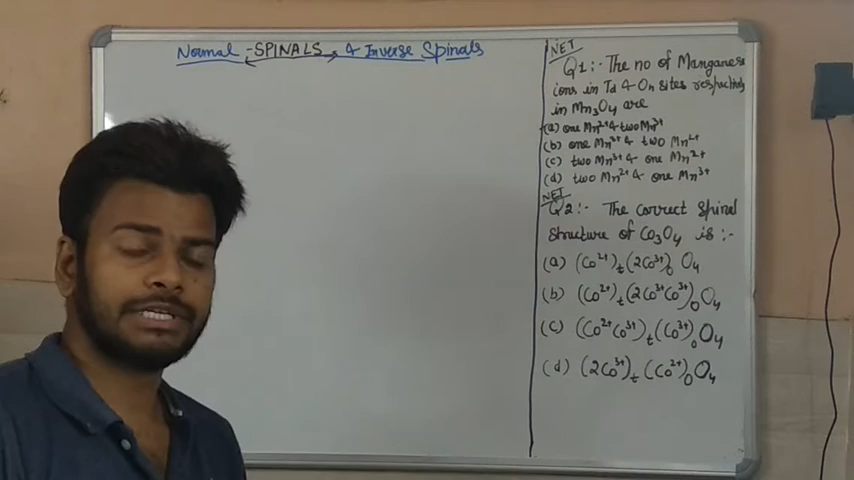 Normal - SPINALS & Inverse Spinals
NET
Q1:- The no of Manganese
ions in Td & Oh sites respectively
in Mn3O4 are
(a) one Mn2+ & two Mn3+
(b) one Mn3+ & two Mn2+
(c) two Mn3+ & one Mn2+
(d) two Mn2+ & one Mn3+
NET
Q2:- The correct Spinal
structure of Co3O4 is :-
(a) (Co2+)t (2Co3+)o O4
(b) (Co2+)t (2Co3+Co3+)o O4
(c) (Co2+Co3+)t (Co3+)o O4
(d) (2Co3+)t (Co2+)o O4